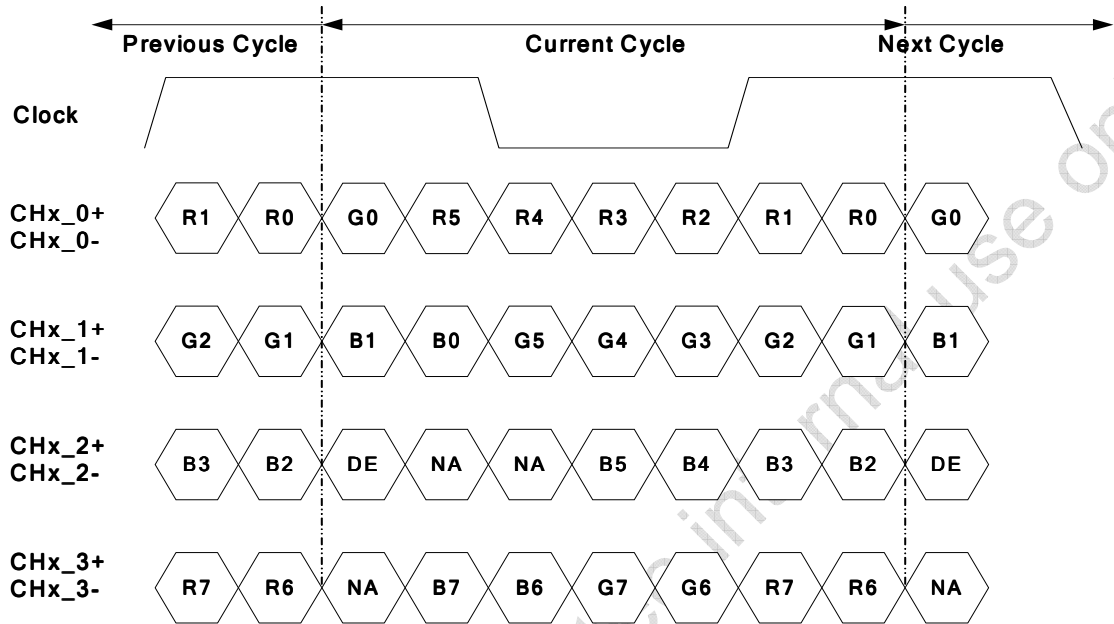 Previous Cycle Current Cycle Next Cycle
Clock
CHx_0+
CHx_0-
R1 R0 G0 R5 R4 R3 R2 R1 R0 G0
CHx_1+
CHx_1-
G2 G1 B1 B0 G5 G4 G3 G2 G1 B1
CHx_2+
CHx_2-
B3 B2 DE NA NA B5 B4 B3 B2 DE
CHx_3+
CHx_3-
R7 R6 NA B7 B6 G7 G6 R7 R6 NA
internal use